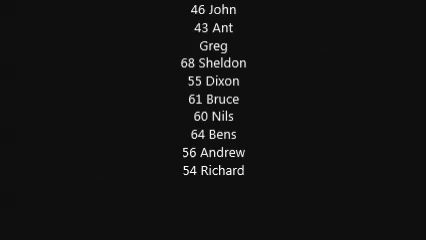 46 John
43 Ant
Greg
68 Sheldon
55 Dixon
61 Bruce
60 Nils
64 Bens
56 Andrew
54 Richard